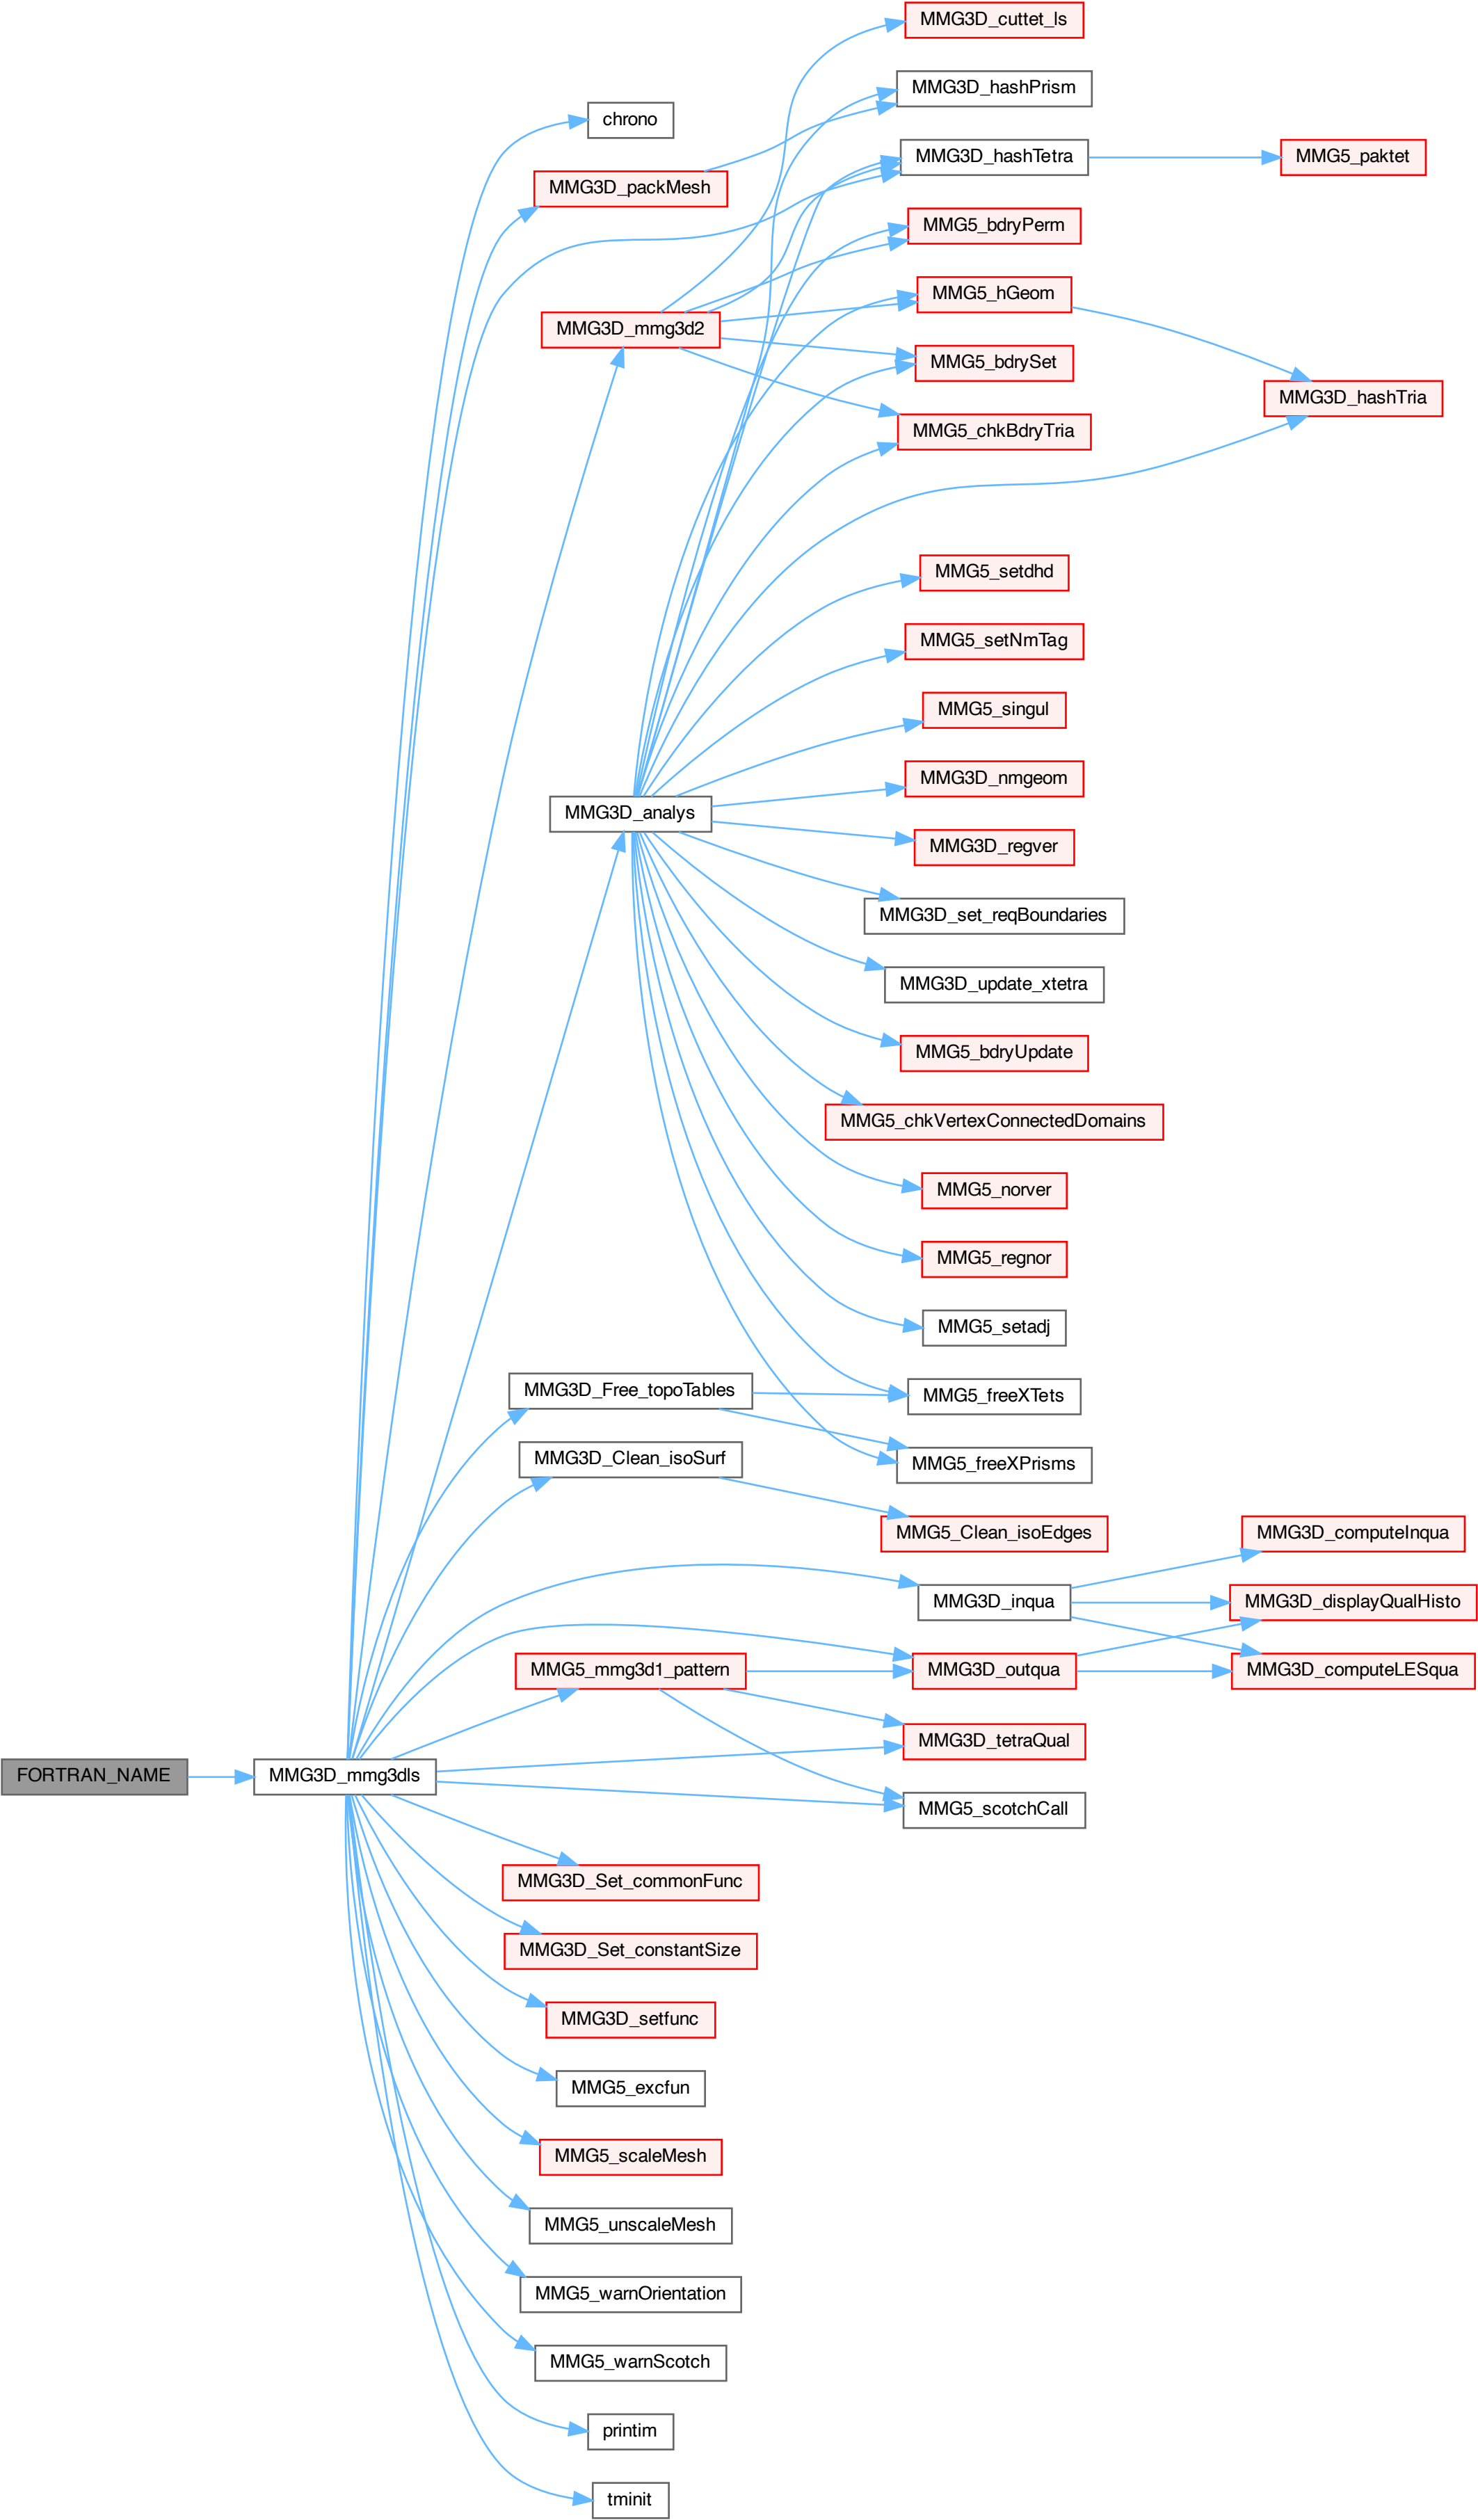 MMG3D_cuttet_ls
MMG3D_hashPrism
chrono
MMG3D_hashTetra
MMG5_paktet
MMG3D_packMesh
MMG5_bdryPerm
MMG5_hGeom
MMG3D_mmg3d2
MMG5_bdrySet
MMG3D_hashTria
MMG5_chkBdryTria
MMG5_setdhd
MMG5_setNmTag
MMG5_singul
MMG3D_nmgeom
MMG3D_analys
MMG3D_regver
MMG3D_set_reqBoundaries
MMG3D_update_xtetra
MMG5_bdryUpdate
MMG5_chkVertexConnectedDomains
MMG5_norver
MMG5_regnor
MMG5_setadj
MMG3D_Free_topoTables
MMG5_freeXTets
MMG3D_Clean_isoSurf
MMG5_freeXPrisms
MMG5_Clean_isoEdges
MMG3D_computeInqua
MMG3D_inqua
MMG3D_displayQualHisto
MMG5_mmg3d1_pattern
MMG3D_outqua
MMG3D_computeLESqua
MMG3D_tetraQual
FORTRAN_NAME
MMG3D_mmg3dls
MMG5_scotchCall
MMG3D_Set_commonFunc
MMG3D_Set_constantSize
MMG3D_setfunc
MMG5_excfun
MMG5_scaleMesh
MMG5_unscaleMesh
MMG5_warnOrientation
MMG5_warnScotch
printim
tminit